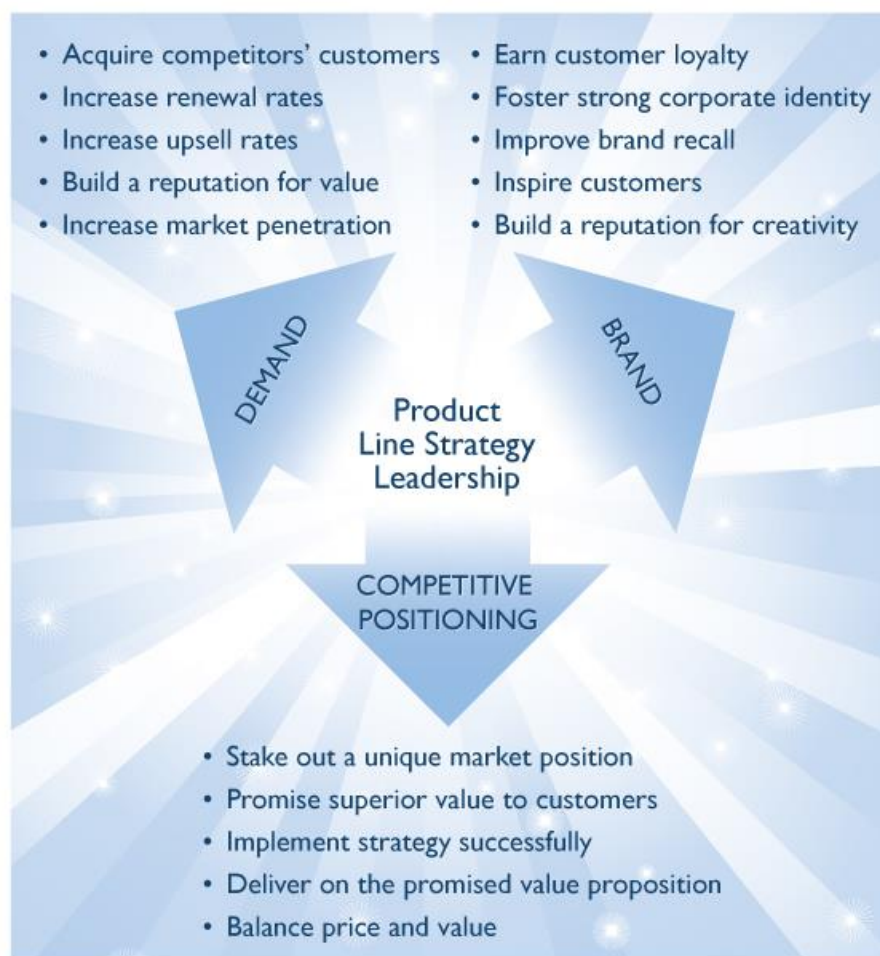 • Acquire competitors’ customers
• Increase renewal rates
• Increase upsell rates
• Build a reputation for value
• Increase market penetration
• Earn customer loyalty
• Foster strong corporate identity
• Improve brand recall
• Inspire customers
• Build a reputation for creativity
DEMAND
BRAND
Product
Line Strategy
Leadership
COMPETITIVE
POSITIONING
• Stake out a unique market position
• Promise superior value to customers
• Implement strategy successfully
• Deliver on the promised value proposition
• Balance price and value